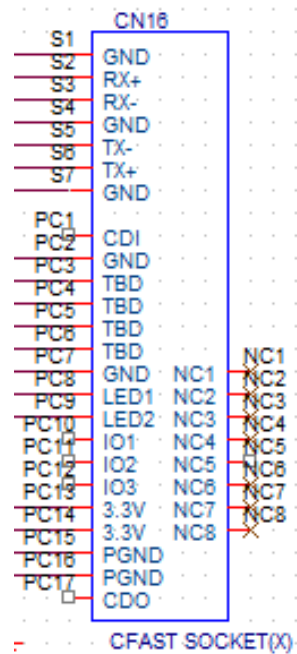 CN16
S1
S2 GND
S3 RX+
S4 RX-
S5 GND
S6 TX-
S7 TX+
GND
PC1
PC2 CDI
PC3 GND
PC4 TBD
PC5 TBD
PC6 TBD
PC7 TBD NC1
PC8 GND NC1 NC2
PC9 LED1 NC2 NC3
PC10 LED2 NC3 NC4
PC11 IO1 NC4 NC5
PC12 IO2 NC5 NC6
PC13 IO3 NC6 NC7
PC14 3.3V NC7 NC8
PC15 3.3V NC8
PC16 PGND
PC17 PGND
CDO
CFAST SOCKET(X)